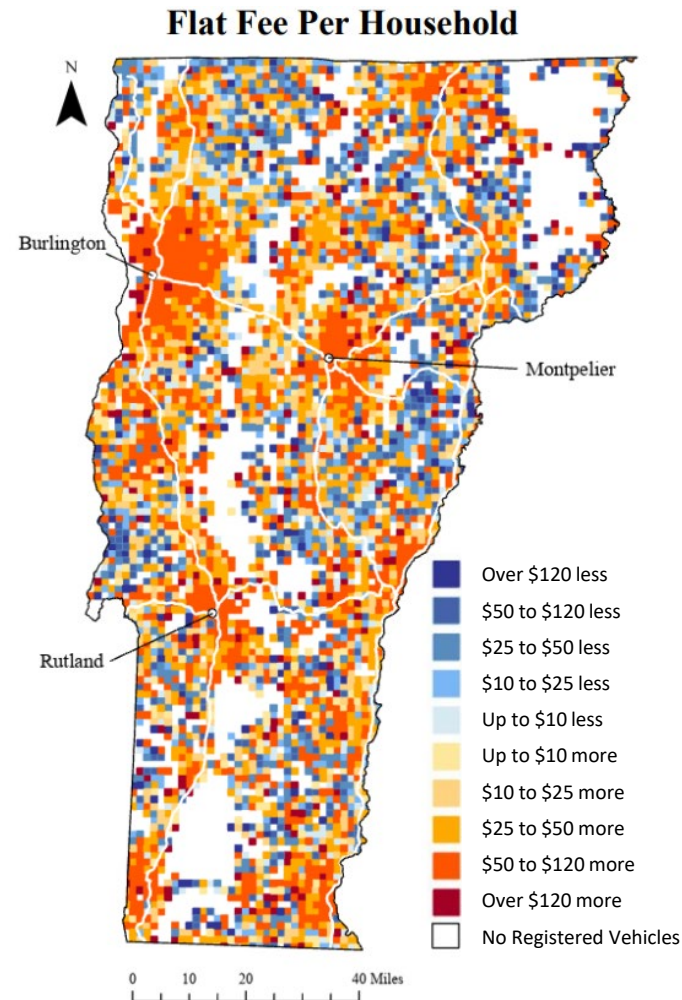 Flat Fee Per Household
N
Burlington
Montpelier
Rutland
Over $120 less
$50 to $120 less
$25 to $50 less
$10 to $25 less
Up to $10 less
Up to $10 more
$10 to $25 more
$25 to $50 more
$50 to $120 more
Over $120 more
No Registered Vehicles
0 10 20 40 Miles